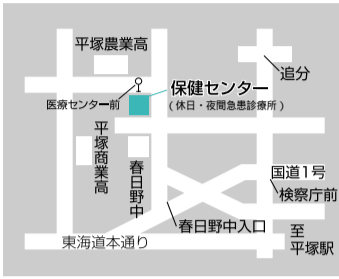 平塚農業高
追分
保健センター
(休日・夜間急患診療所)
医療センター前
平塚商業高
春日野中
国道1号
検察庁前
春日野中入口
至平塚駅
東海道本通り